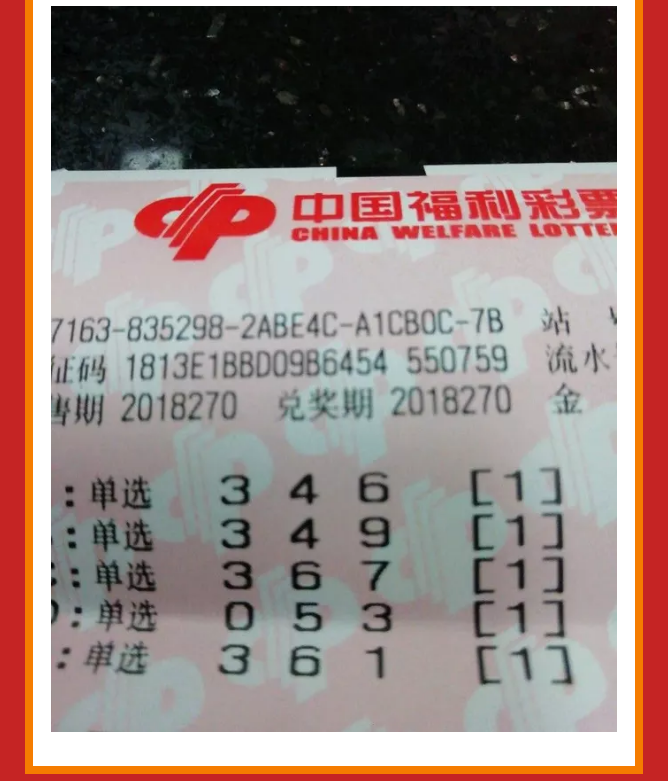 中国福利彩票
CHINA WELFARE LOTTE
7163-835298-2ABE4C-A1CB0C-7B 站
证码 1813E1BBD09B6454 550759 流水
售期 2018270 兑奖期 2018270 金
:单选 3 4 6 [1]
:单选 3 4 9 [1]
:单选 3 6 7 [1]
:单选 0 5 3 [1]
:单选 3 6 1 [1]